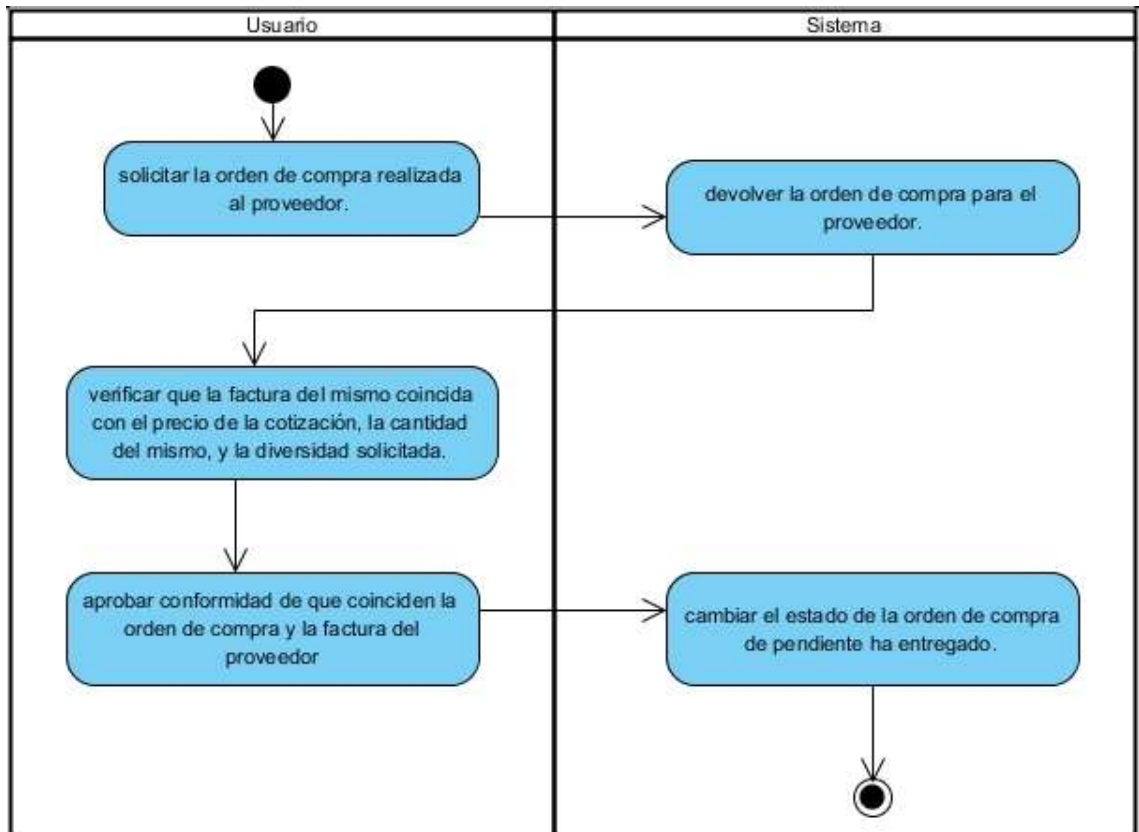 Usuario
Sistema
solicitar la orden de compra realizada
al proveedor.
devolver la orden de compra para el
proveedor.
verificar que la factura del mismo coincida
con el precio de la cotización, la cantidad
del mismo, y la diversidad solicitada.
aprobar conformidad de que coinciden la
orden de compra y la factura del
proveedor
cambiar el estado de la orden de compra
de pendiente ha entregado.